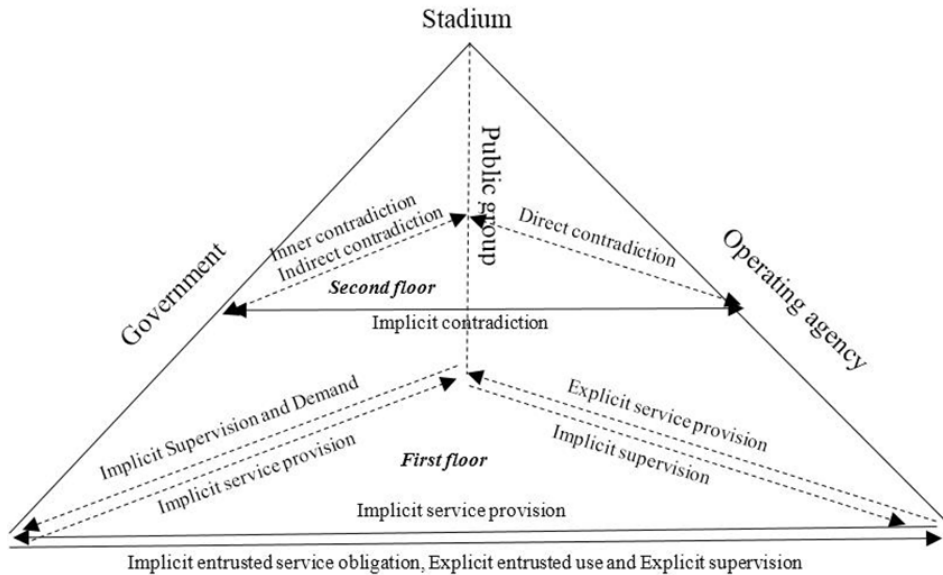 Stadium
Public group
Inner contradiction
Indirect contradiction
Direct contradiction
Government
Operating agency
Second floor
Implicit contradiction
Implicit Supervision and Demand
Implicit service provision
Explicit service provision
Implicit supervision
First floor
Implicit service provision
Implicit entrusted service obligation, Explicit entrusted use and Explicit supervision